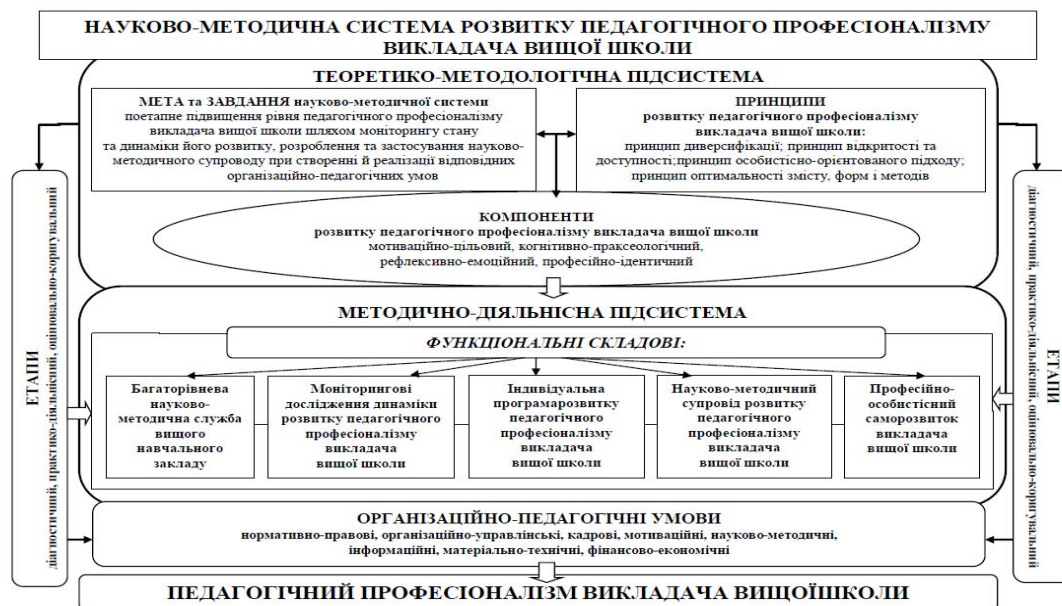 НАУКОВО-МЕТОДИЧНА СИСТЕМА РОЗВИТКУ ПЕДАГОГІЧНОГО ПРОФЕСІОНАЛІЗМУ
ВИКЛАДАЧА ВИЩОЇ ШКОЛИ
ТЕОРЕТИКО-МЕТОДОЛОГІЧНА ПІДСИСТЕМА
МЕТА та ЗАВДАННЯ науково-методичної системи
поетапне підвищення рівня педагогічного професіоналізму
викладача вищої школи шляхом моніторингу стану
та динаміки його розвитку, розроблення та застосування науково-
методичного супроводу при створенні й реалізації відповідних
організаційно-педагогічних умов
ПРИНЦИПИ
розвитку педагогічного професіоналізму
викладача вищої школи:
принцип диверсифікації; принцип відкритості та
доступності;принцип особистісно-орієнтованого підходу;
принцип оптимальності змісту, форм і методів
КОМПОНЕНТИ
розвитку педагогічного професіоналізму викладача вищої школи
мотиваційно-цільовий, когнітивно-праксеологічний,
рефлексивно-емоційний, професійно-ідентичний
ЕТАПИ
діагностичний, практико-діяльнійсний, оцінювально-коригувальний
МЕТОДИЧНО-ДІЯЛЬНІСНА ПІДСИСТЕМА
ФУНКЦІОНАЛЬНІ СКЛАДОВІ:
Багаторівнева
науково-
методична служба
вищого
навчального
закладу
Моніторингові
дослідження динаміки
розвитку педагогічного
професіоналізму
викладача
вищої школи
Індивідуальна
програмарозвитку
педагогічного
професіоналізму
викладача
вищої школи
Науково-методичний
супровід розвитку
педагогічного
професіоналізму
викладача
вищої школи
Професійно-
особистісний
саморозвиток
викладача
вищої школи
ЕТАПИ
діагностичний, практико-діяльнійсний, оцінювально-коригувальний
ОРГАНІЗАЦІЙНО-ПЕДАГОГІЧНІ УМОВИ
нормативно-правові, організаційно-управлінські, кадрові, мотиваційні, науково-методичні,
інформаційні, матеріально-технічні, фінансово-економічні
ПЕДАГОГІЧНИЙ ПРОФЕСІОНАЛІЗМ ВИКЛАДАЧА ВИЩОЇШКОЛИ